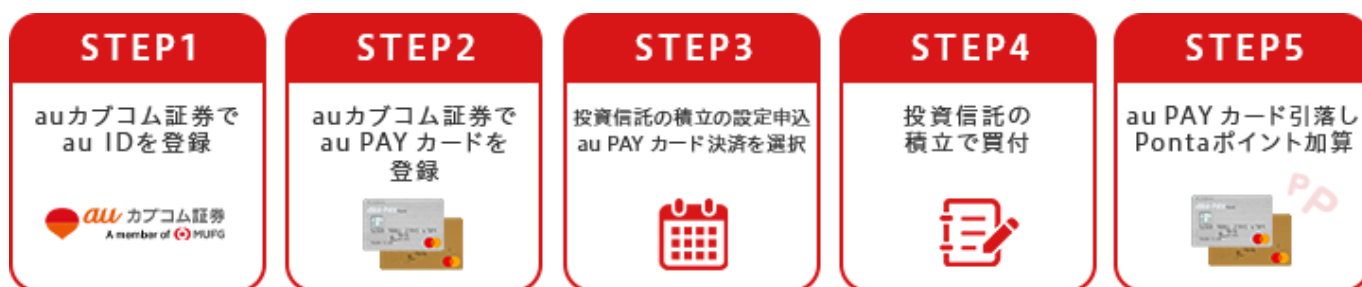 STEP1
auカブコム証券で
au IDを登録
au カブコム証券
A member of MUFG
STEP2
auカブコム証券で
au PAY カードを
登録
STEP3
投資信託の積立の設定申込
au PAY カード決済を選択
STEP4
投資信託の
積立で買付
STEP5
au PAY カード引落し
Pontaポイント加算
P P